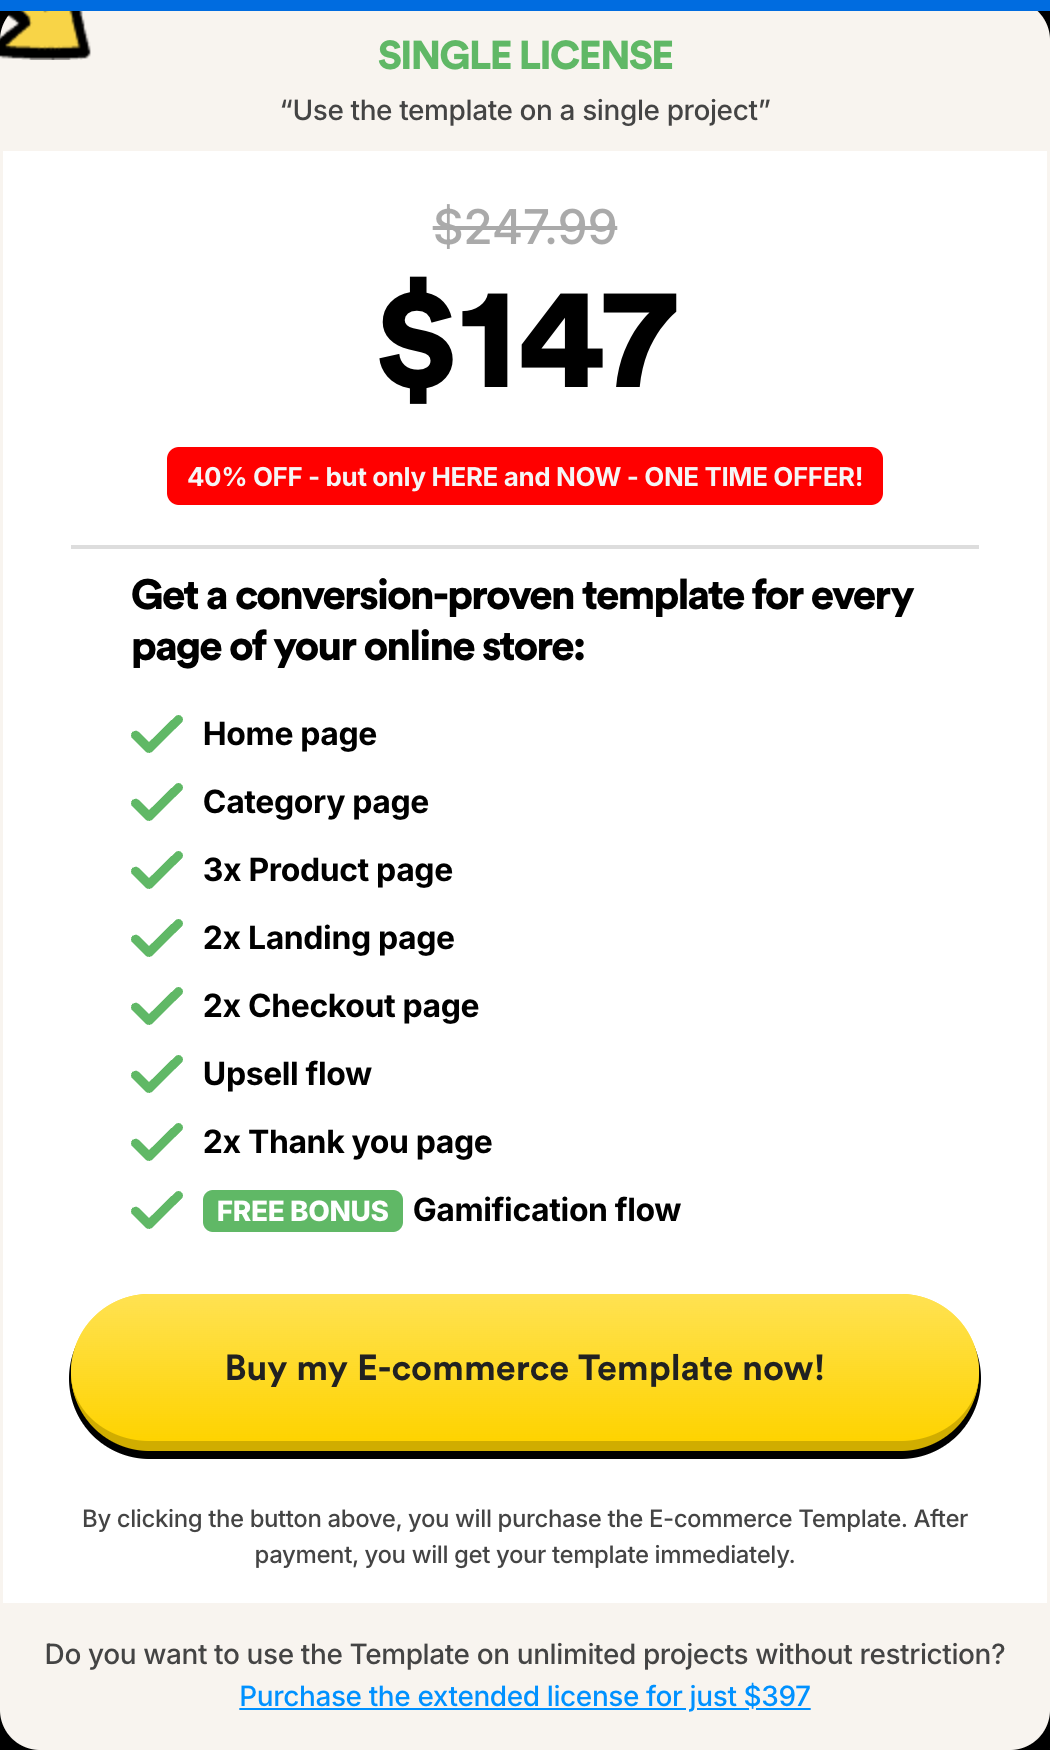 SINGLE LICENSE
“Use the template on a single project”
$247.99
$147
40% OFF - but only HERE and NOW - ONE TIME OFFER!
Get a conversion-proven template for every
page of your online store:
Home page
Category page
3x Product page
2x Landing page
2x Checkout page
Upsell flow
2x Thank you page
FREE BONUS Gamification flow
Buy my E-commerce Template now!
By clicking the button above, you will purchase the E-commerce Template. After
payment, you will get your template immediately.
Do you want to use the Template on unlimited projects without restriction?
Purchase the extended license for just $397